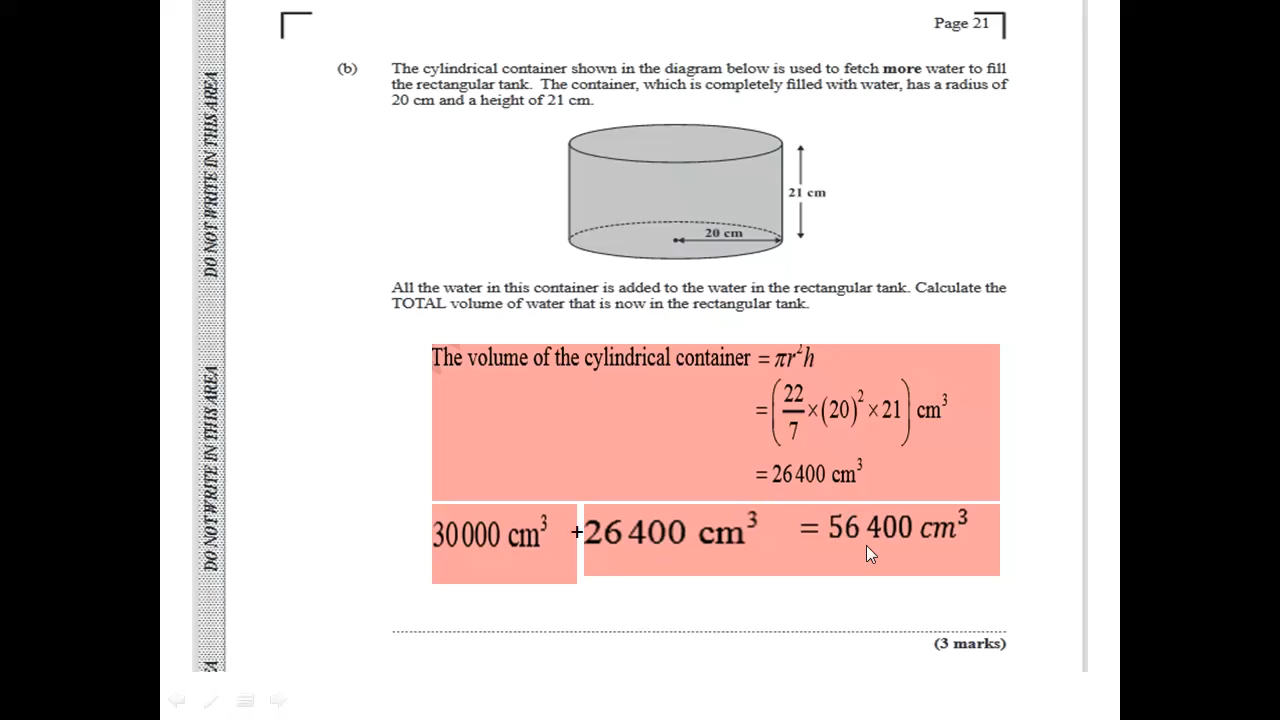 Page 21
(b) The cylindrical container shown in the diagram below is used to fetch more water to fill
the rectangular tank. The container, which is completely filled with water, has a radius of
20 cm and a height of 21 cm.
21 cm
20 cm
All the water in this container is added to the water in the rectangular tank. Calculate the
TOTAL volume of water that is now in the rectangular tank.
The volume of the cylindrical container = πr²h
= (22/7 × (20)² × 21) cm³
= 26 400 cm³
30 000 cm³ + 26 400 cm³ = 56 400 cm³
(3 marks)
DO NOT WRITE IN THIS AREA
DO NOT WRITE IN THIS AREA